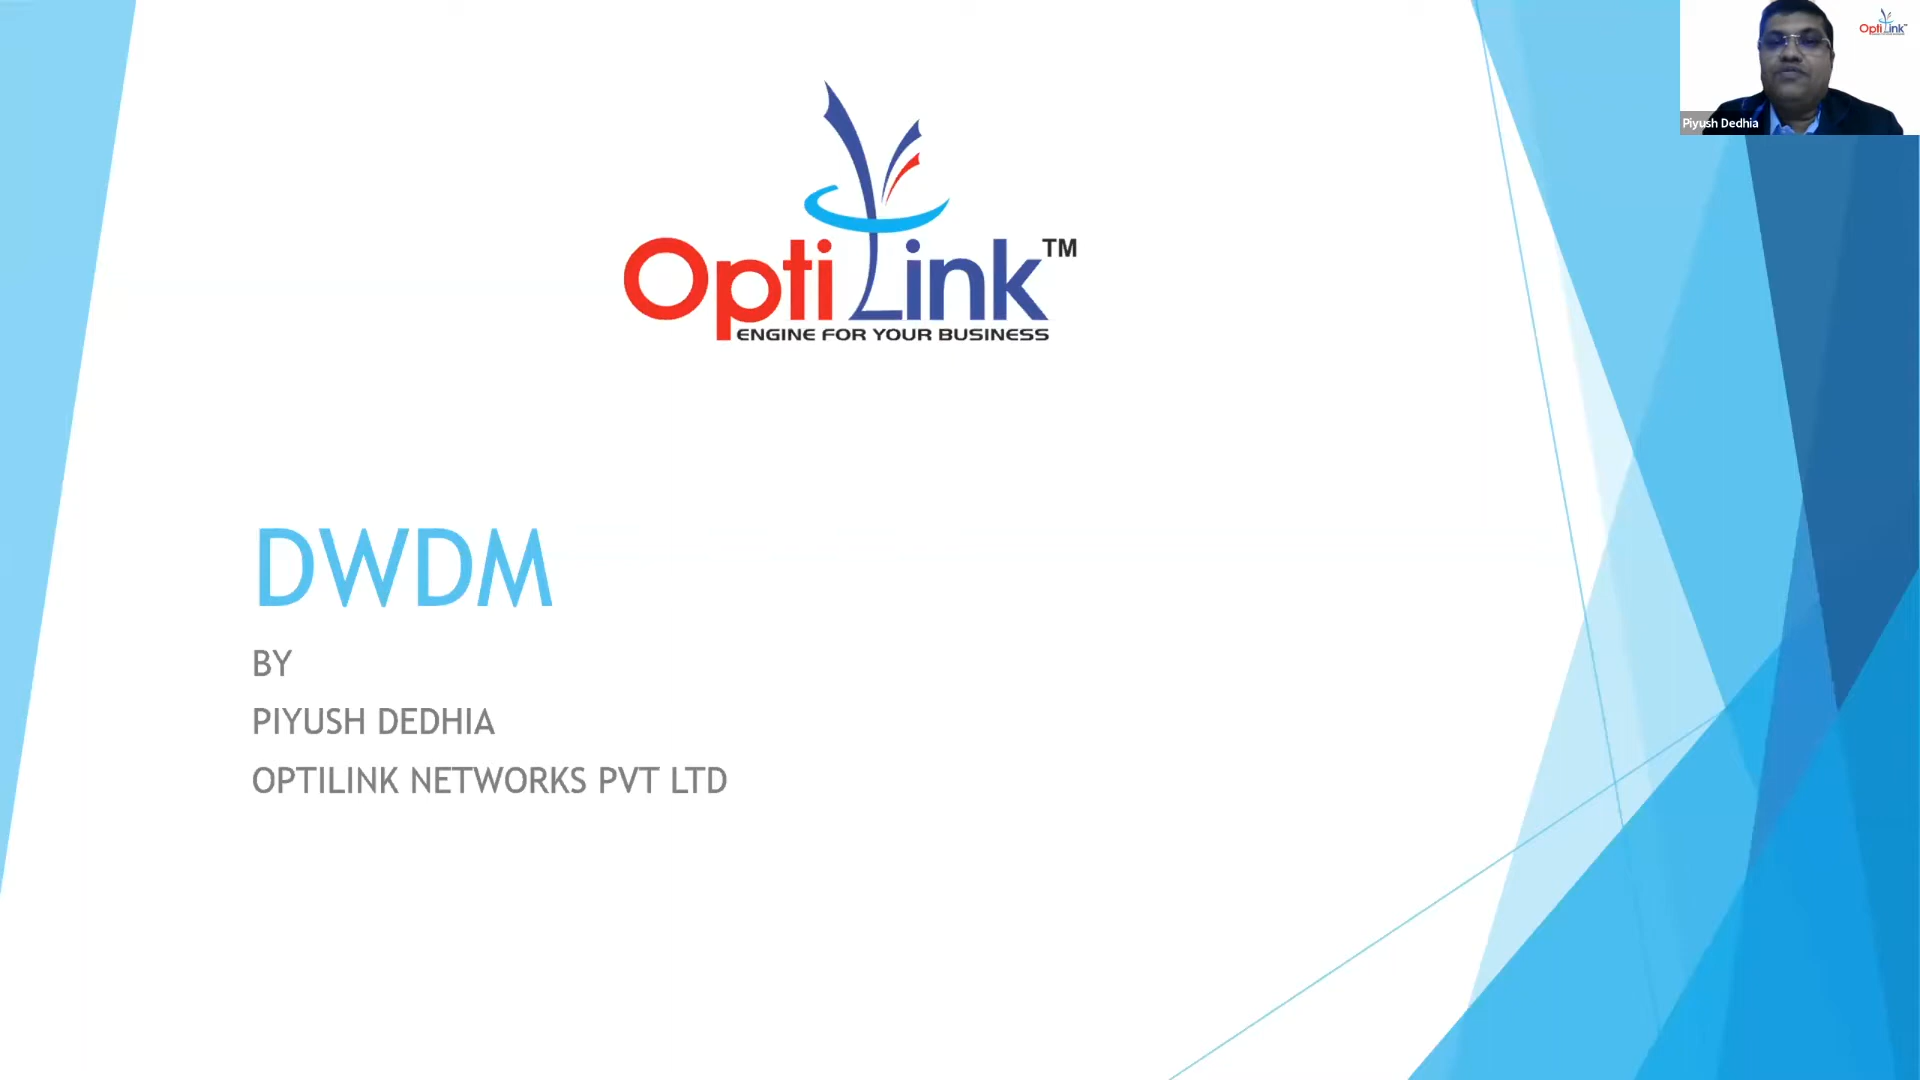 OptiLink™
ENGINE FOR YOUR BUSINESS
OptiLink™
Piyush Dedhia
DWDM
BY
PIYUSH DEDHIA
OPTILINK NETWORKS PVT LTD